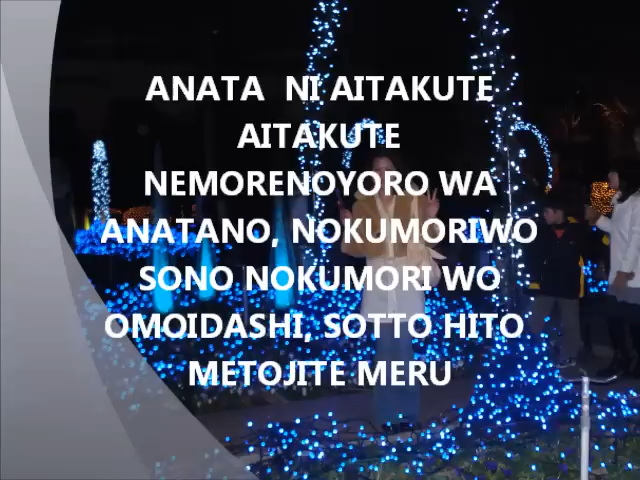 ANATA  NI AITAKUTE
AITAKUTE
NEMORENOYORO WA
ANATANO, NOKUMORIWO
SONO NOKUMORI WO
OMOIDASHI, SOTTO HITO
METOJITE MERU